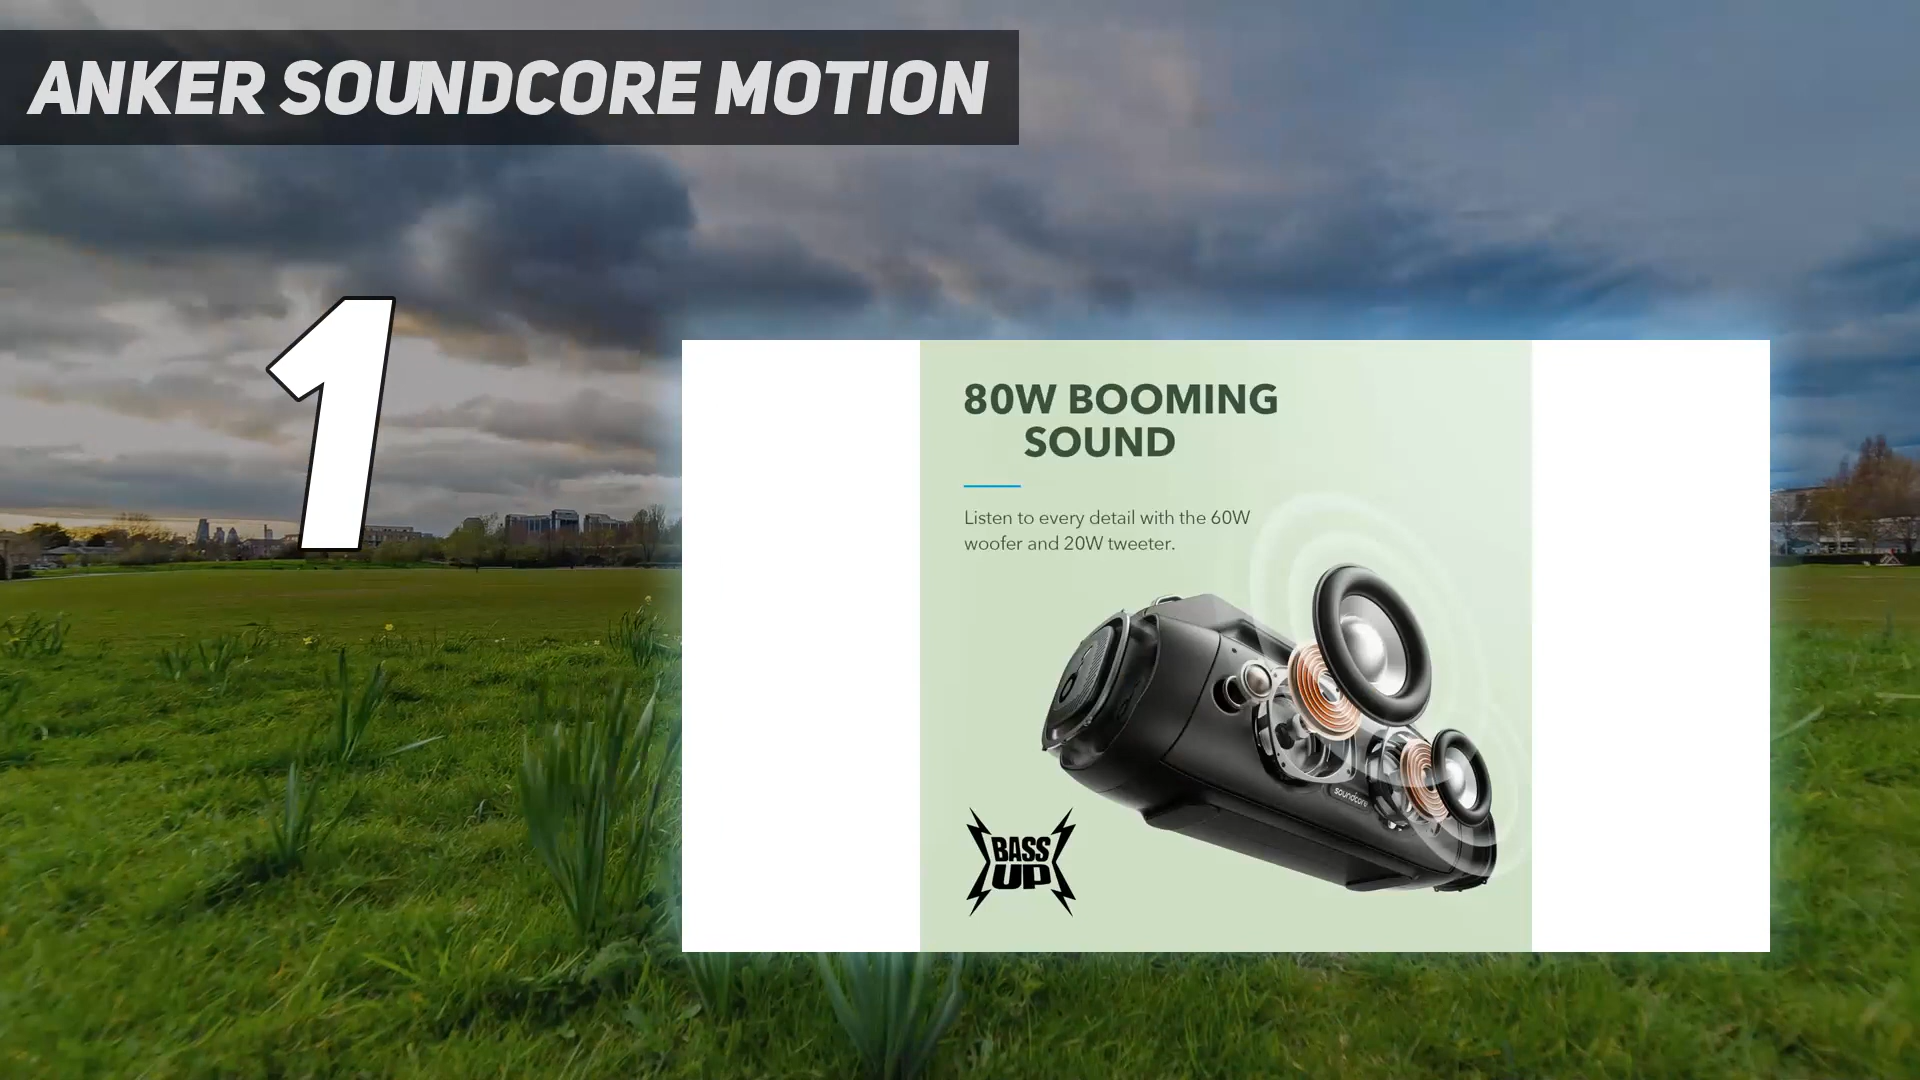 ANKER SOUNDCORE MOTION
1
80W BOOMING
SOUND
Listen to every detail with the 60W
woofer and 20W tweeter.
soundcore
BASS
UP